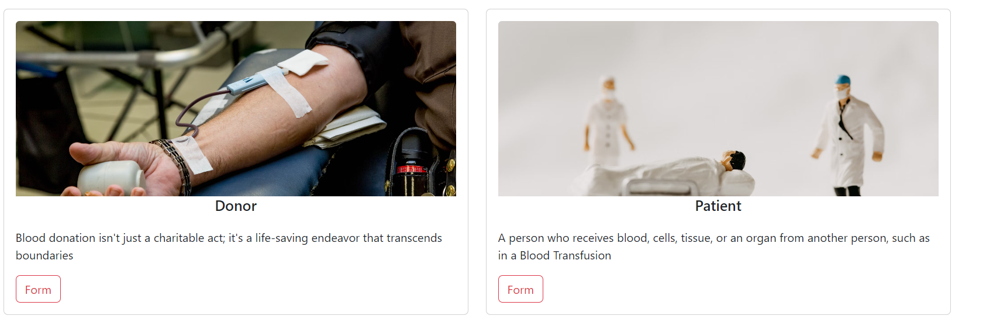 Donor
Blood donation isn't just a charitable act; it's a life-saving endeavor that transcends
boundaries
Form
Patient
A person who receives blood, cells, tissue, or an organ from another person, such as
in a Blood Transfusion
Form